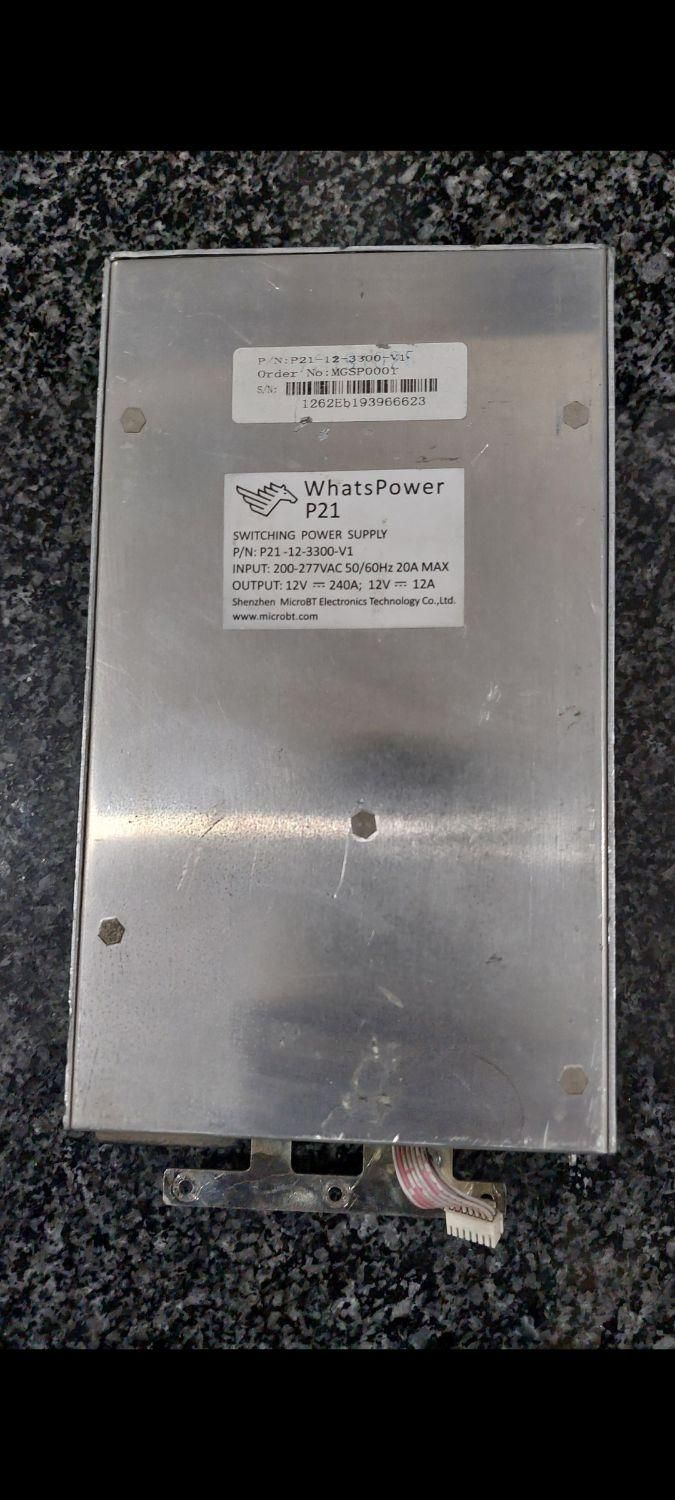 P/N:P21-12-3300-V1
Order No:MGSP0001
S/N:
1262Eb193966623
WhatsPower
P21
SWITCHING POWER SUPPLY
P/N: P21-12-3300-V1
INPUT: 200-277VAC 50/60Hz 20A MAX
OUTPUT: 12V ⎓ 240A; 12V ⎓ 12A
Shenzhen MicroBT Electronics Technology Co.,Ltd.
www.microbt.com